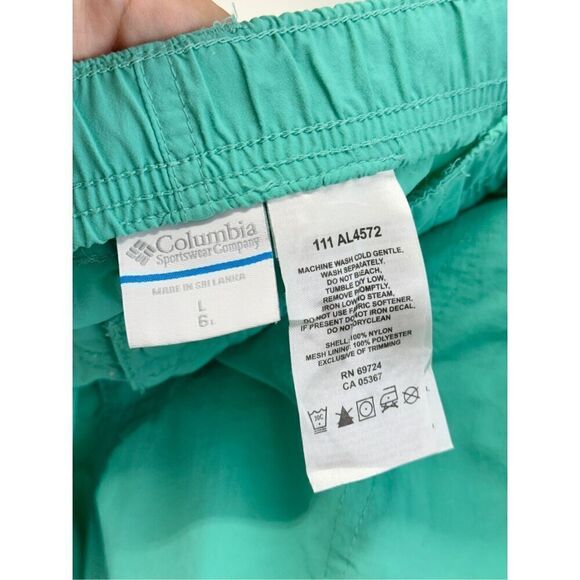 Columbia
Sportswear Company
MADE IN SRI LANKA
L
6L
111 AL4572
MACHINE WASH COLD GENTLE,
WASH SEPARATELY,
DO NOT BLEACH,
TUMBLE DRY LOW,
REMOVE PROMPTLY,
IRON LOW NO STEAM,
DO NOT USE FABRIC SOFTENER,
IF PRESENT DO NOT IRON DECAL,
DO NOT DRYCLEAN
SHELL: 100% NYLON
MESH LINING: 100% POLYESTER
EXCLUSIVE OF TRIMMING
RN 69724
CA 05367
30C